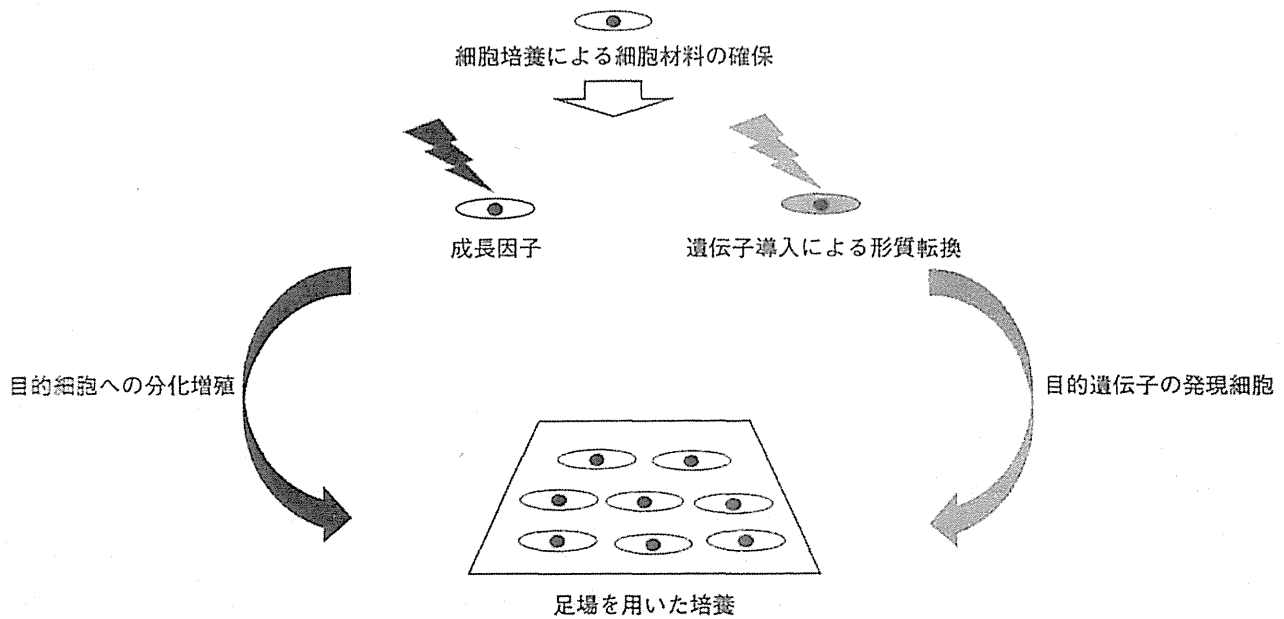 細胞培養による細胞材料の確保
成長因子
遺伝子導入による形質転換
目的細胞への分化増殖
目的遺伝子の発現細胞
足場を用いた培養